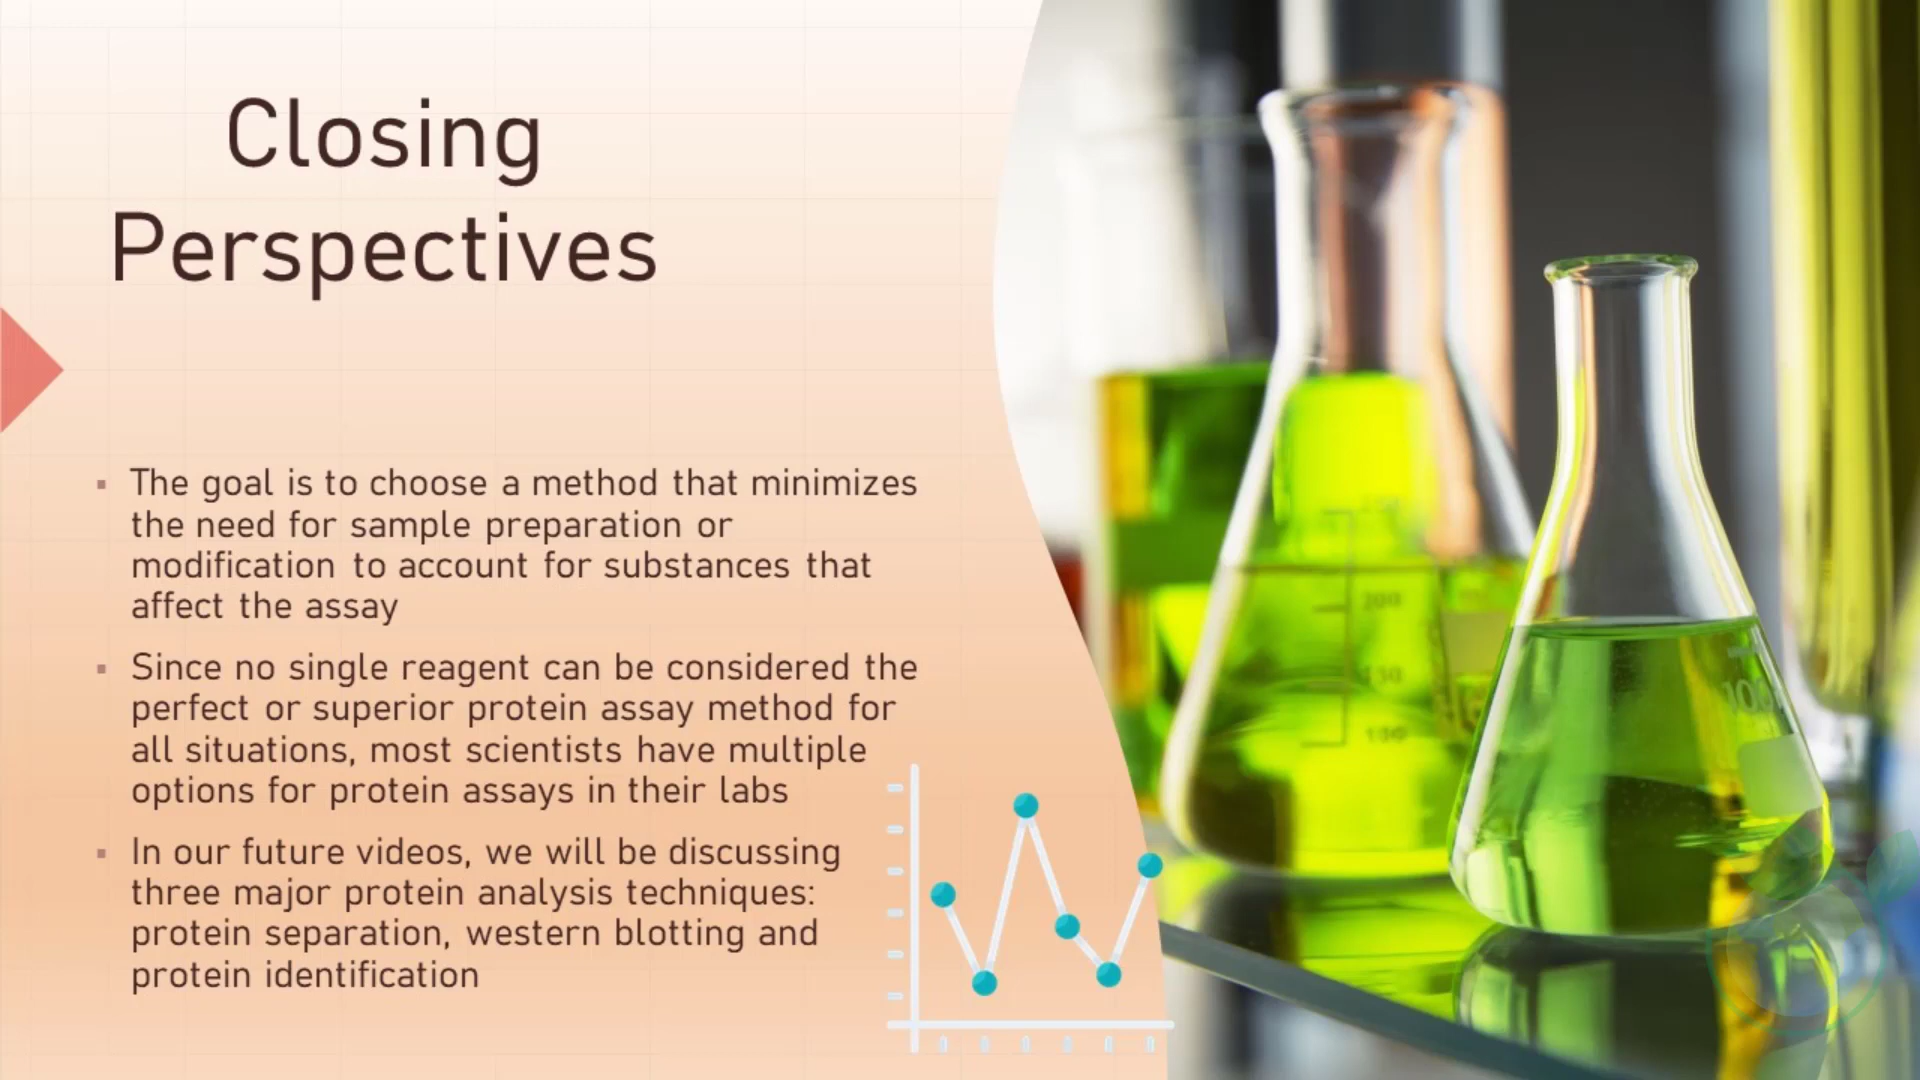 Closing
Perspectives
▪ The goal is to choose a method that minimizes
the need for sample preparation or
modification to account for substances that
affect the assay
▪ Since no single reagent can be considered the
perfect or superior protein assay method for
all situations, most scientists have multiple
options for protein assays in their labs
▪ In our future videos, we will be discussing
three major protein analysis techniques:
protein separation, western blotting and
protein identification
200
150
100